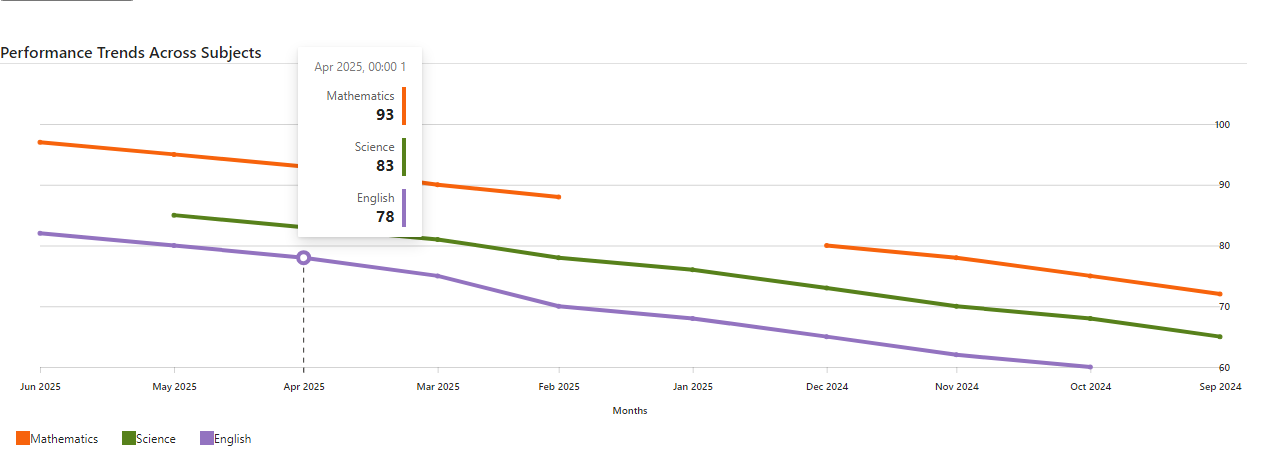 Performance Trends Across Subjects
Apr 2025, 00:00 1
Mathematics
93
Science
83
English
78
100
90
80
70
60
Jun 2025 May 2025 Apr 2025 Mar 2025 Feb 2025 Jan 2025 Dec 2024 Nov 2024 Oct 2024 Sep 2024
Months
Mathematics Science English